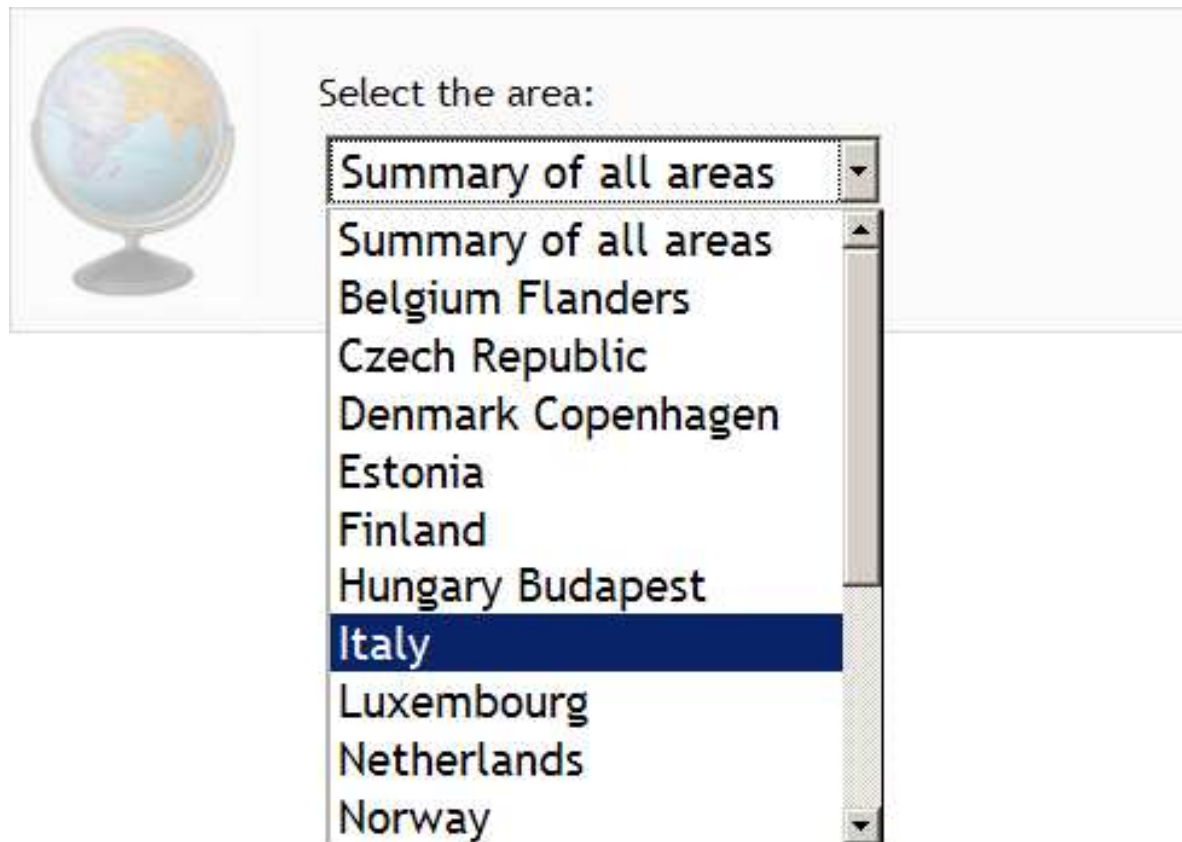 Select the area:
Summary of all areas
Summary of all areas
Belgium Flanders
Czech Republic
Denmark Copenhagen
Estonia
Finland
Hungary Budapest
Italy
Luxembourg
Netherlands
Norway